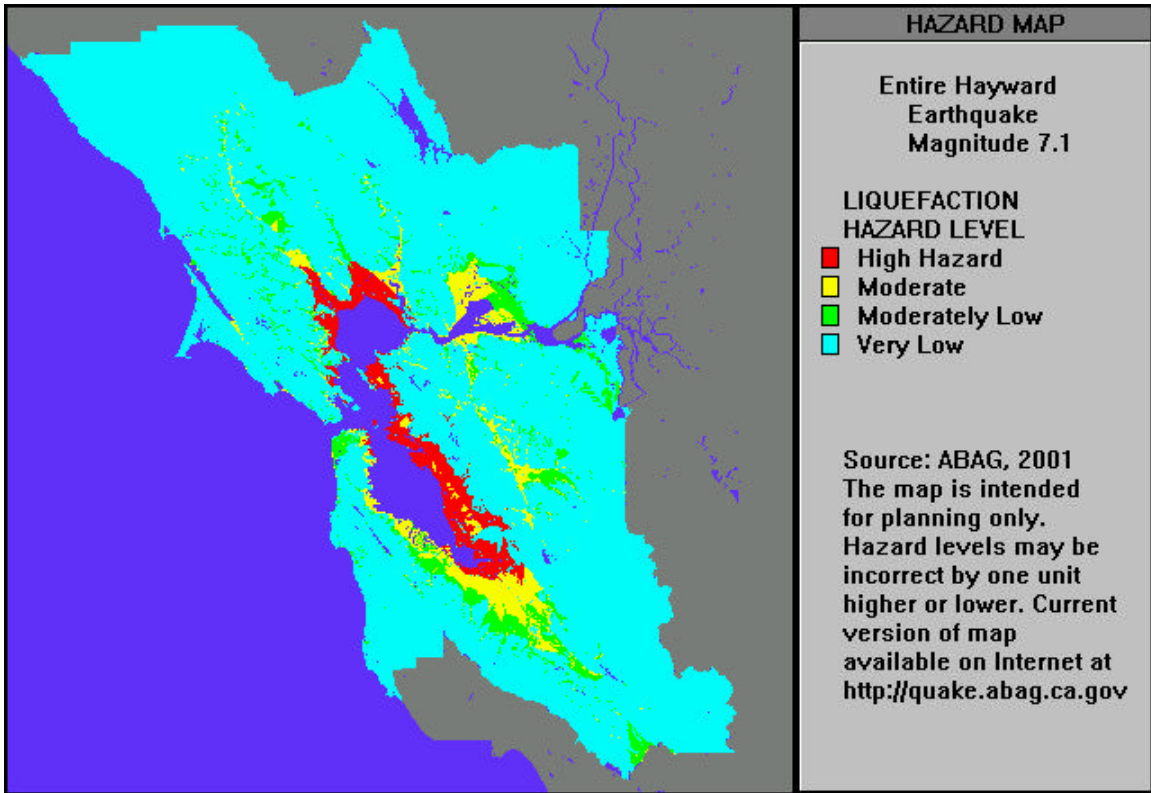 HAZARD MAP
Entire Hayward
Earthquake
Magnitude 7.1
LIQUEFACTION
HAZARD LEVEL
High Hazard
Moderate
Moderately Low
Very Low
Source: ABAG, 2001
The map is intended
for planning only.
Hazard levels may be
incorrect by one unit
higher or lower. Current
version of map
available on Internet at
http://quake.abag.ca.gov